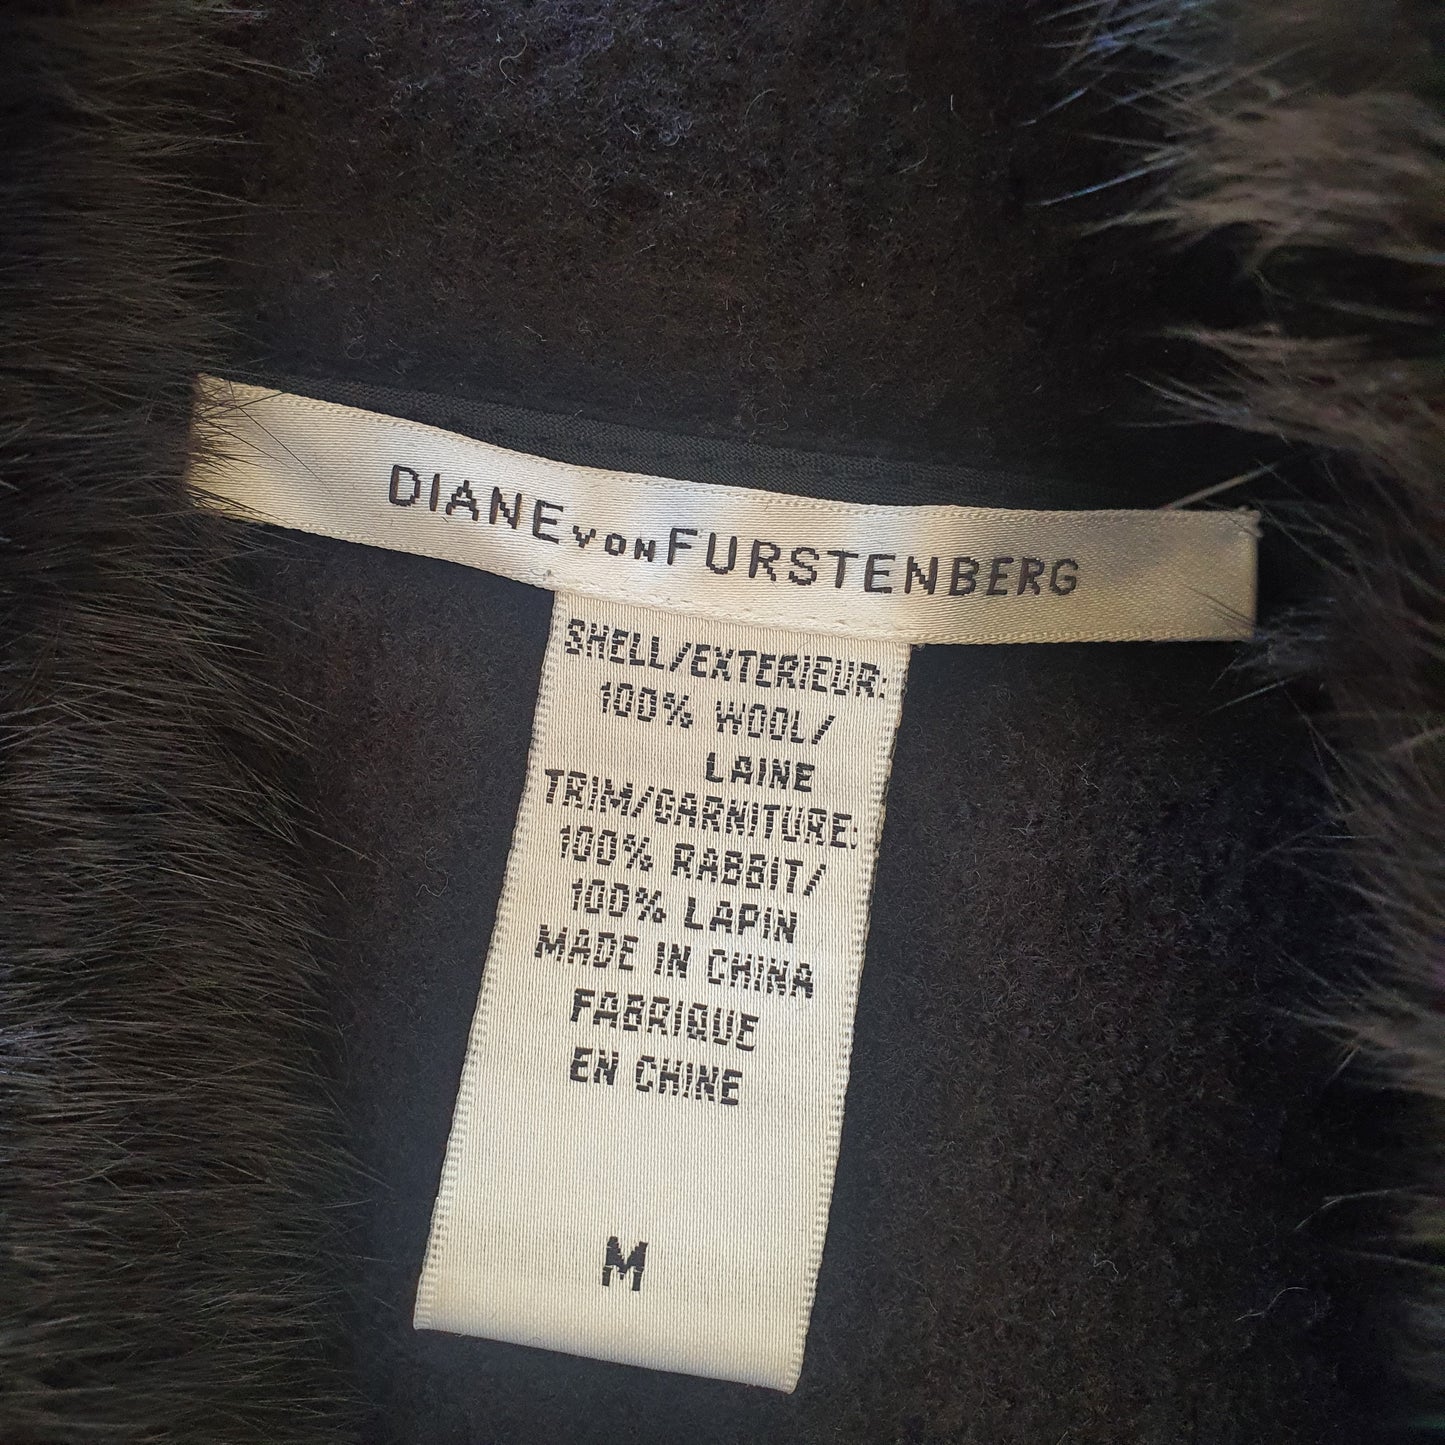 DIANE VON FURSTENBERG
SHELL/EXTERIEUR:
100% WOOL/
LAINE
TRIM/GARNITURE:
100% RABBIT/
100% LAPIN
MADE IN CHINA
FABRIQUE
EN CHINE
M